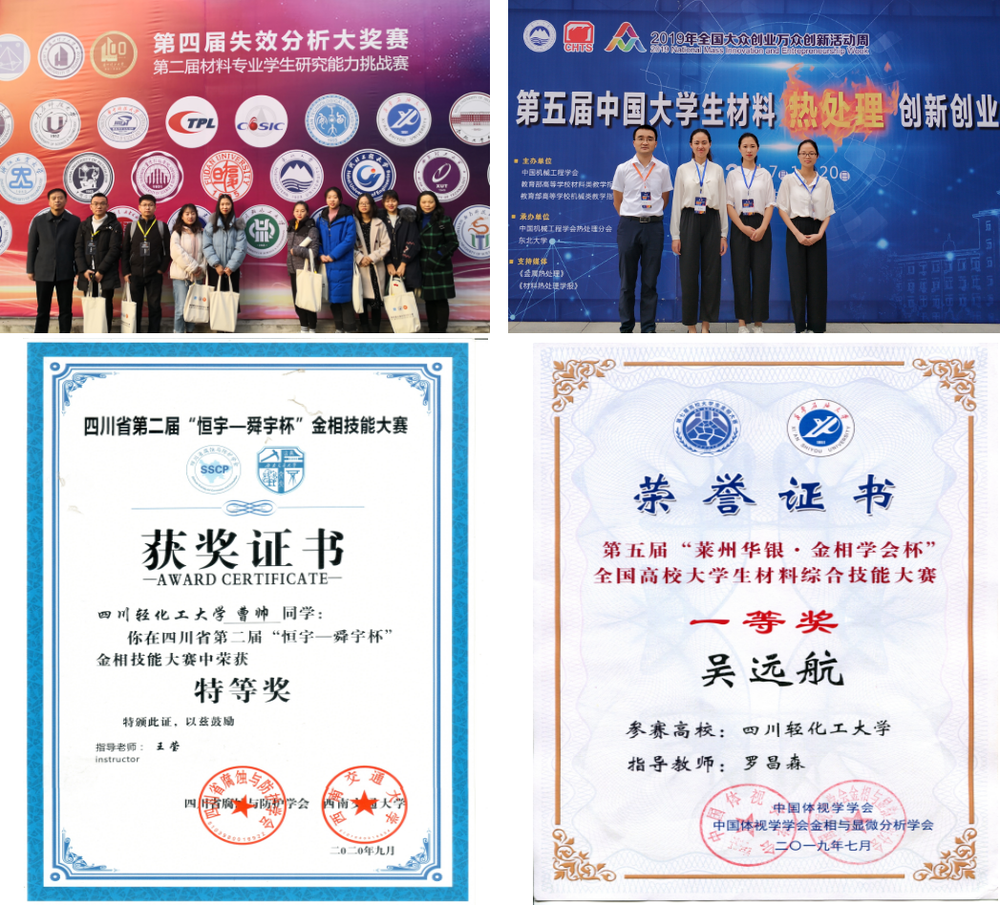 第四届失效分析大奖赛
第二届材料专业学生研究能力挑战赛
TPL
CASIC
CHTS
2019年全国大众创业万众创新活动周
2019 National Mass Innovation and Entrepreneurship Week
第五届中国大学生材料 热处理 创新创业
主办单位
中国机械工程学会
教育部高等学校材料类教学指
教育部高等学校机械类教学指
承办单位
中国机械工程学会热处理分会
东北大学
支持媒体
《金属热处理》
《材料热处理学报》
四川省第二届“恒宇—舜宇杯”金相技能大赛
SSCP
获奖证书
—AWARD CERTIFICATE—
四川轻化工大学曹帅 同学:
你在四川省第二届“恒宇—舜宇杯”
金相技能大赛中荣获
特等奖
特颁此证，以兹鼓励
指导老师： 王莹
instructor
四川省腐蚀与防护学会 西南交通大学
二〇二〇年九月
荣誉证书
第五届“莱州华银·金相学会杯”
全国高校大学生材料综合技能大赛
一等奖
吴远航
参赛高校：四川轻化工大学
指导教师：罗昌森
中国体视学学会
中国体视学学会金相与显微分析学会
二〇一九年七月